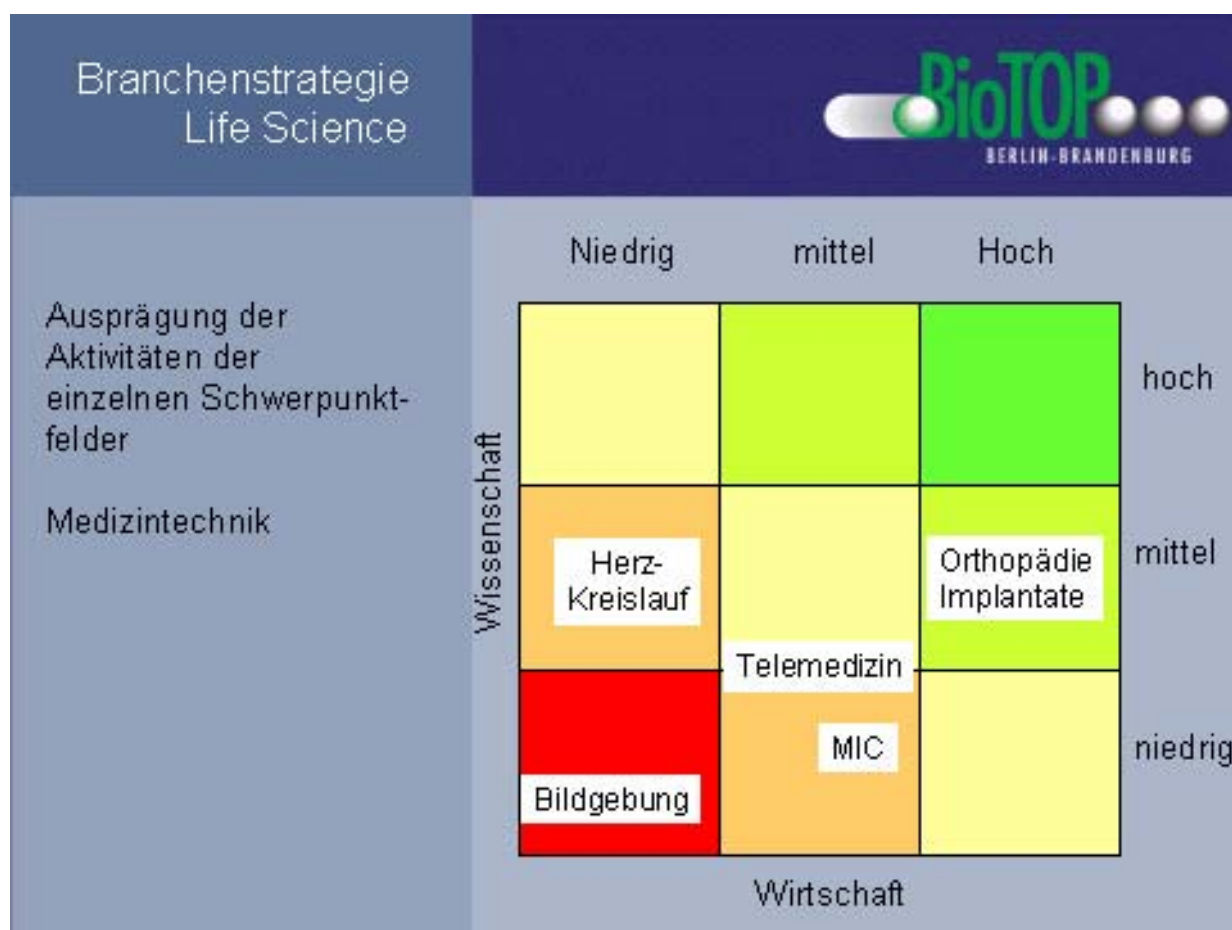 Branchenstrategie
Life Science
BioTOP
BERLIN-BRANDENBURG
Ausprägung der
Aktivitäten der
einzelnen Schwerpunkt-
felder
Medizintechnik
Niedrig mittel Hoch
hoch
Wissenschaft
Herz-
Kreislauf
Orthopädie
Implantate
mittel
Telemedizin
MIC
niedrig
Bildgebung
Wirtschaft